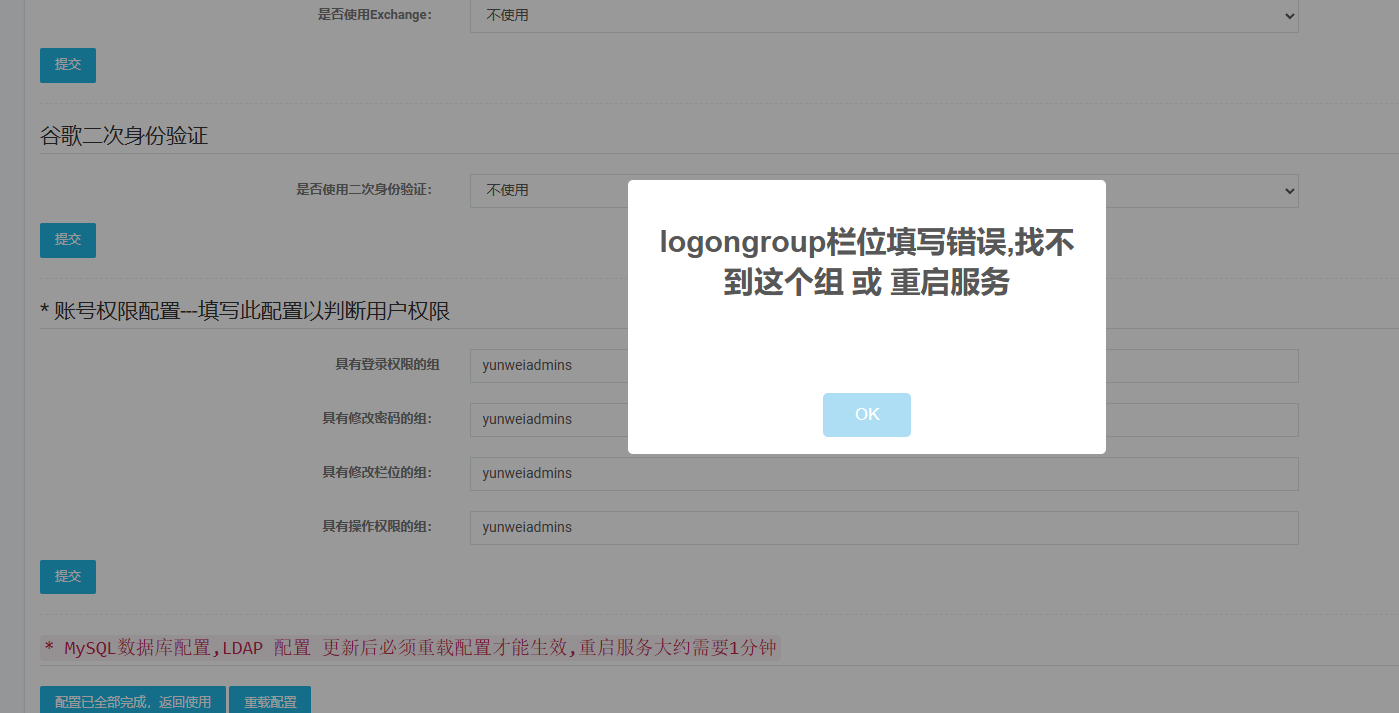 是否使用Exchange：
不使用
提交
谷歌二次身份验证
是否使用二次身份验证：
不使用
提交
logongroup栏位填写错误,找不
到这个组 或 重启服务
OK
* 账号权限配置---填写此配置以判断用户权限
具有登录权限的组
yunweiadmins
具有修改密码的组：
yunweiadmins
具有修改栏位的组：
yunweiadmins
具有操作权限的组：
yunweiadmins
提交
* MySQL数据库配置,LDAP 配置 更新后必须重载配置才能生效,重启服务大约需要1分钟
配置已全部完成，返回使用
重载配置